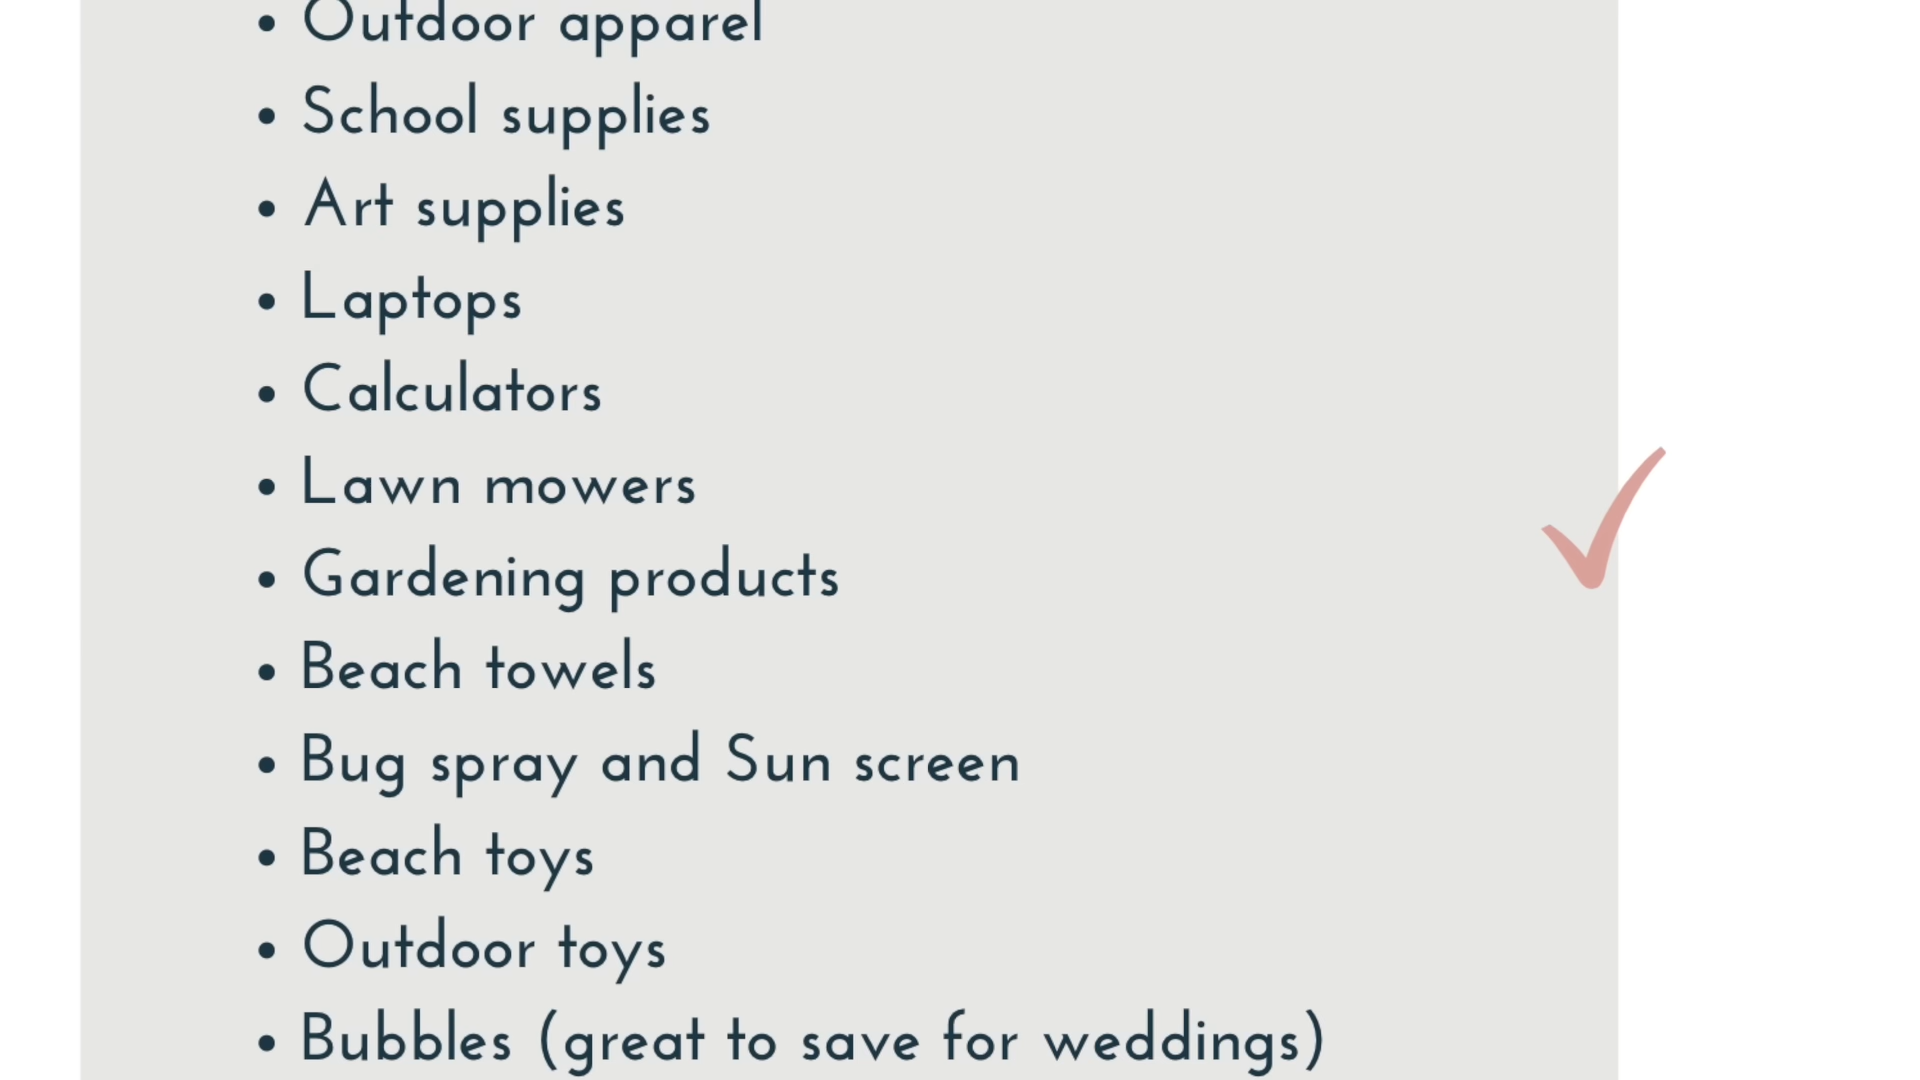 • Outdoor apparel
• School supplies
• Art supplies
• Laptops
• Calculators
• Lawn mowers
• Gardening products
• Beach towels
• Bug spray and Sun screen
• Beach toys
• Outdoor toys
• Bubbles (great to save for weddings)